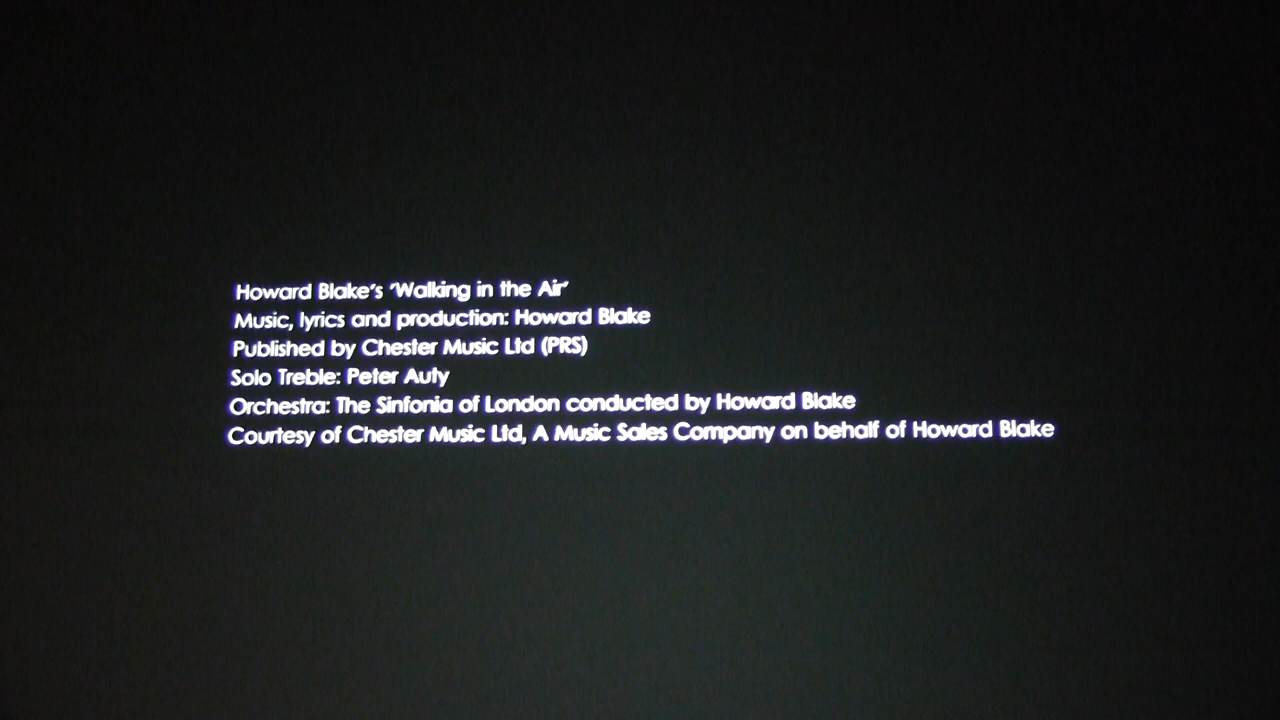 Howard Blake's 'Walking in the Air'
Music, lyrics and production: Howard Blake
Published by Chester Music Ltd (PRS)
Solo Treble: Peter Auty
Orchestra: The Sinfonia of London conducted by Howard Blake
Courtesy of Chester Music Ltd, A Music Sales Company on behalf of Howard Blake